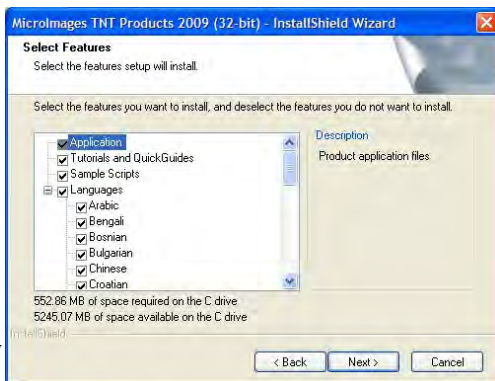 MicroImages TNT Products 2009 (32-bit) - InstallShield Wizard
Select Features
Select the features setup will install.
Select the features you want to install, and deselect the features you do not want to install.
Application
Tutorials and QuickGuides
Sample Scripts
Languages
Arabic
Bengali
Bosnian
Bulgarian
Chinese
Croatian
Description
Product application files
552.86 MB of space required on the C drive
5245.07 MB of space available on the C drive
InstallShield
< Back
Next >
Cancel